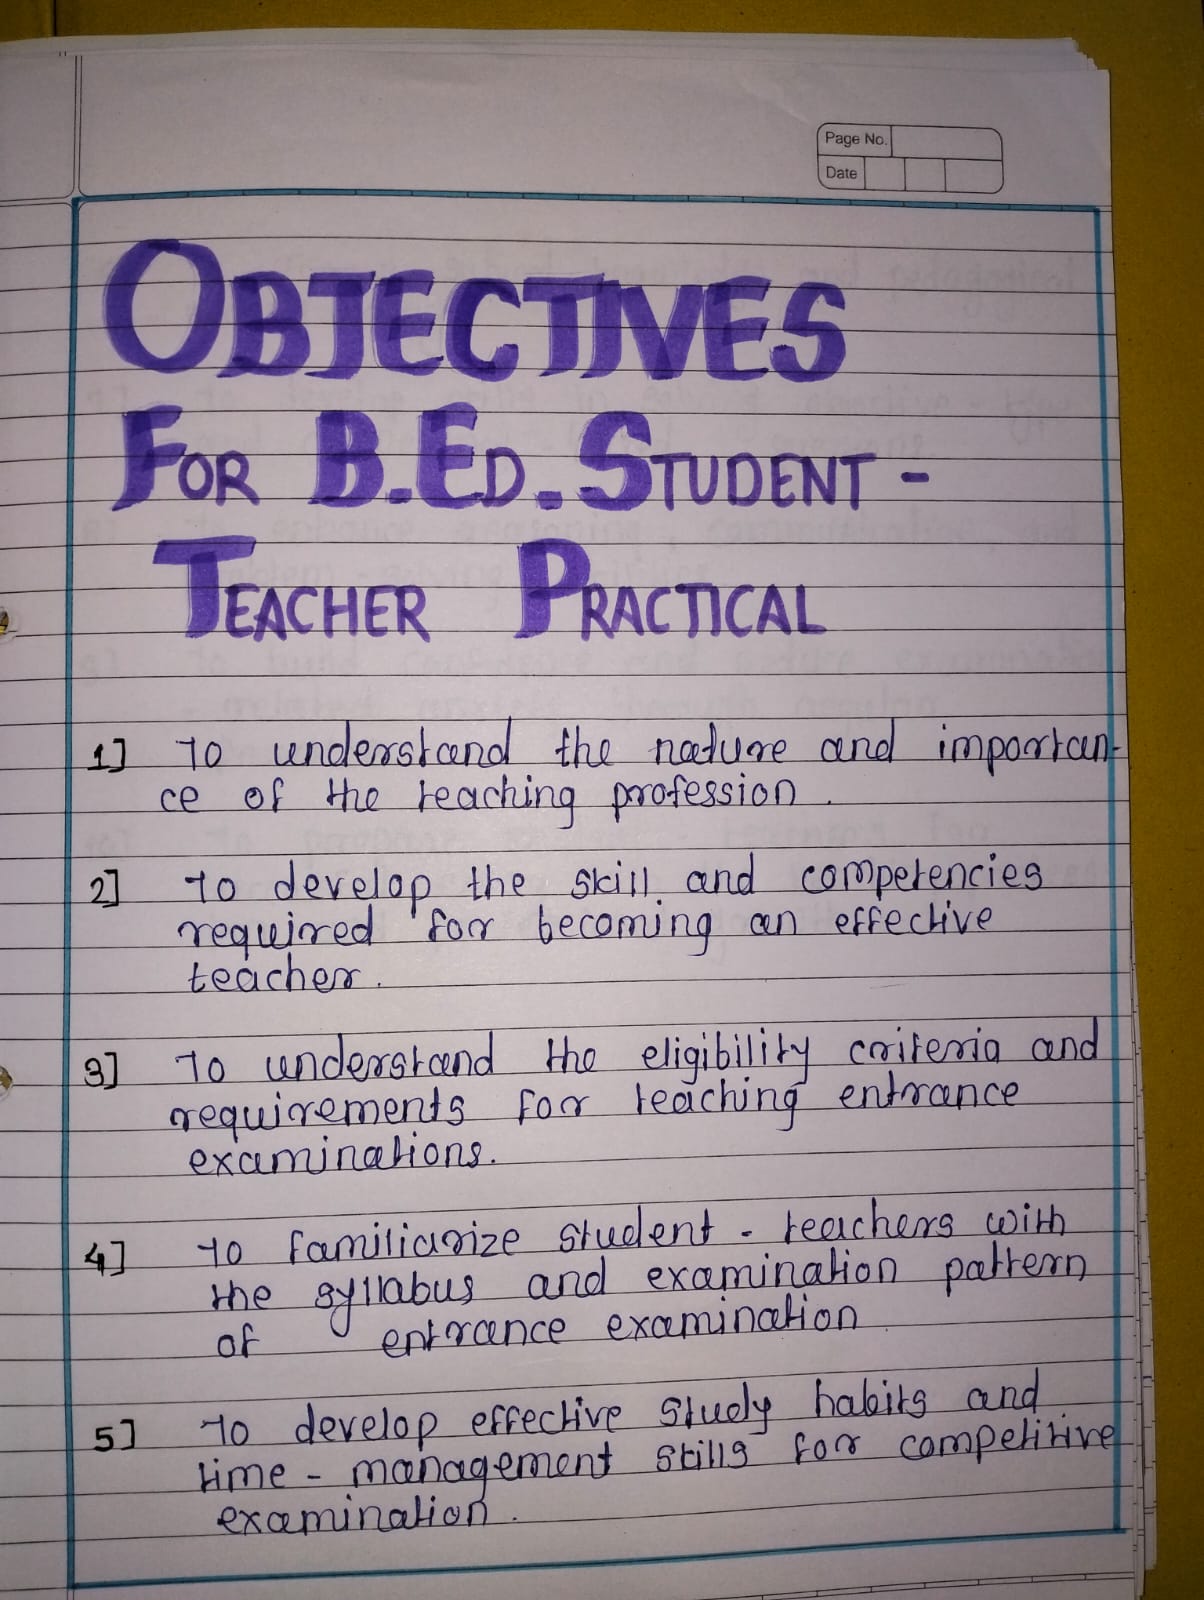 Page No.
Date
OBJECTIVES
FOR B.ED. STUDENT -
TEACHER PRACTICAL
1] To understand the nature and importan-
ce of the teaching profession.
2] To develop the skill and competencies
required for becoming an effective
teacher.
3] To understand the eligibility criteria and
requirements for teaching entrance
examinations.
4] To familiarize student - teachers with
the syllabus and examination pattern
of entrance examination
5] To develop effective study habits and
time - management skills for competitive
examination.